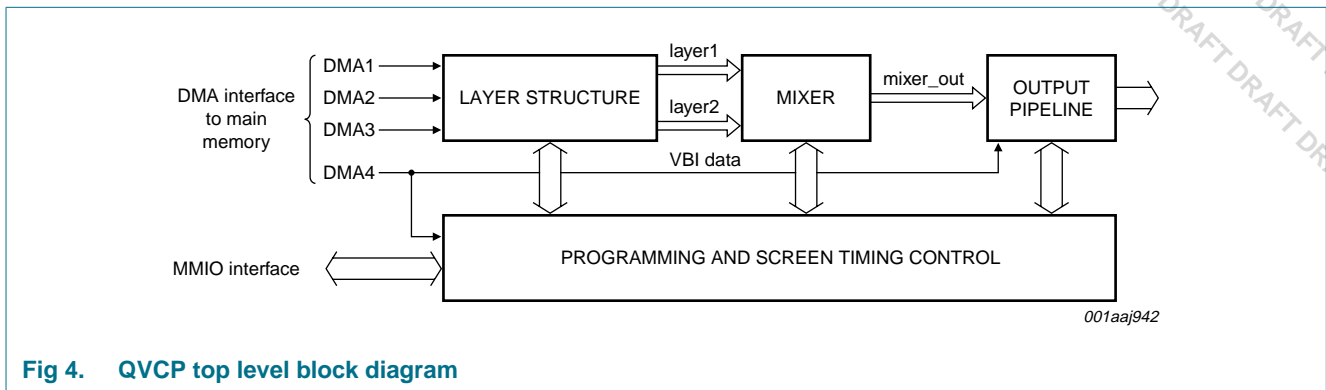 DMA interface
to main
memory
DMA1
DMA2
DMA3
DMA4
LAYER STRUCTURE
layer1
layer2
MIXER
mixer_out
OUTPUT
PIPELINE
VBI data
MMIO interface
PROGRAMMING AND SCREEN TIMING CONTROL
001aaj942
Fig 4. QVCP top level block diagram
DRAFT DRAFT DRA
DRAFT